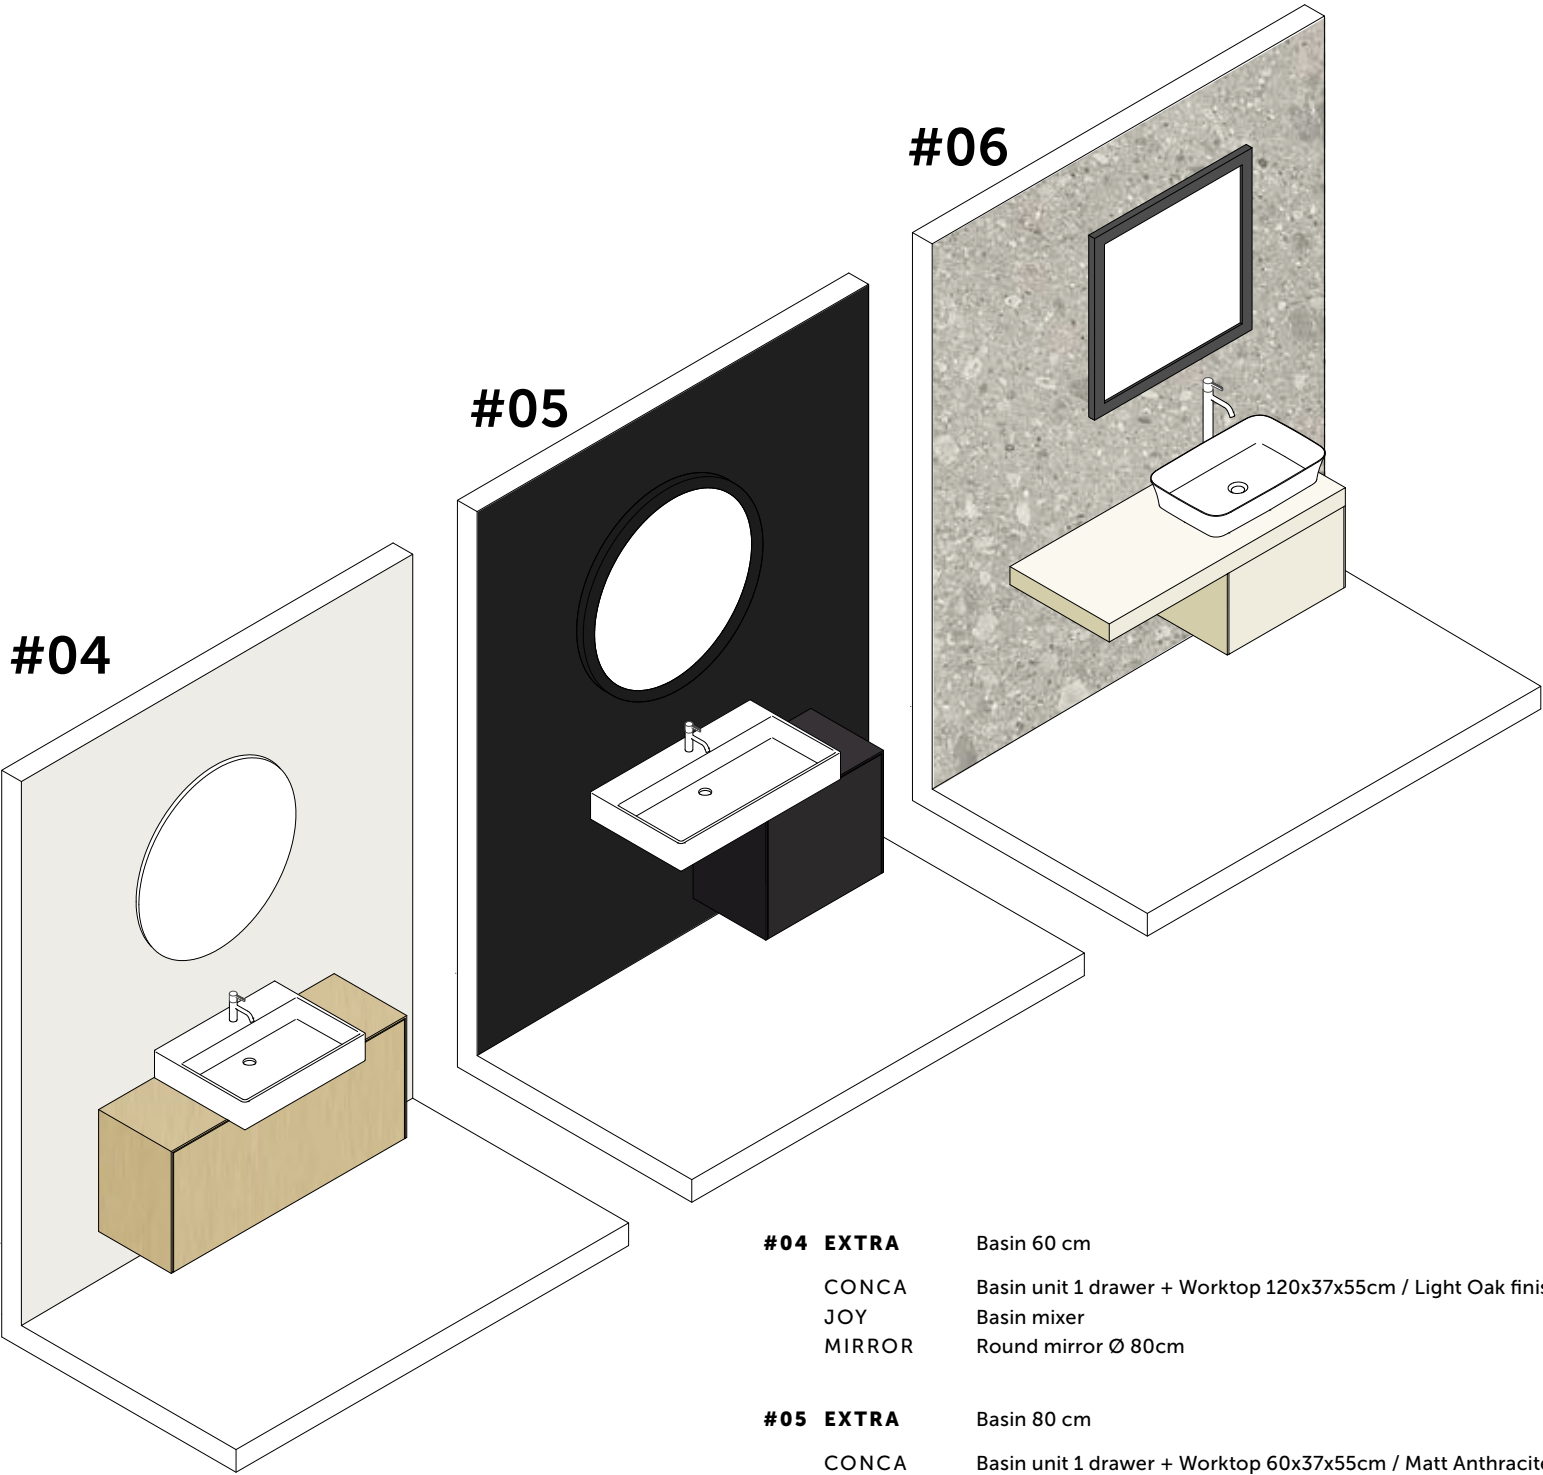 #06
#05
#04
#04 EXTRA Basin 60 cm
CONCA Basin unit 1 drawer + Worktop 120x37x55cm / Light Oak
JOY Basin mixer
MIRROR Round mirror Ø 80cm
#05 EXTRA Basin 80 cm
CONCA Basin unit 1 drawer + Worktop 60x37x55cm / Matt Anthracite